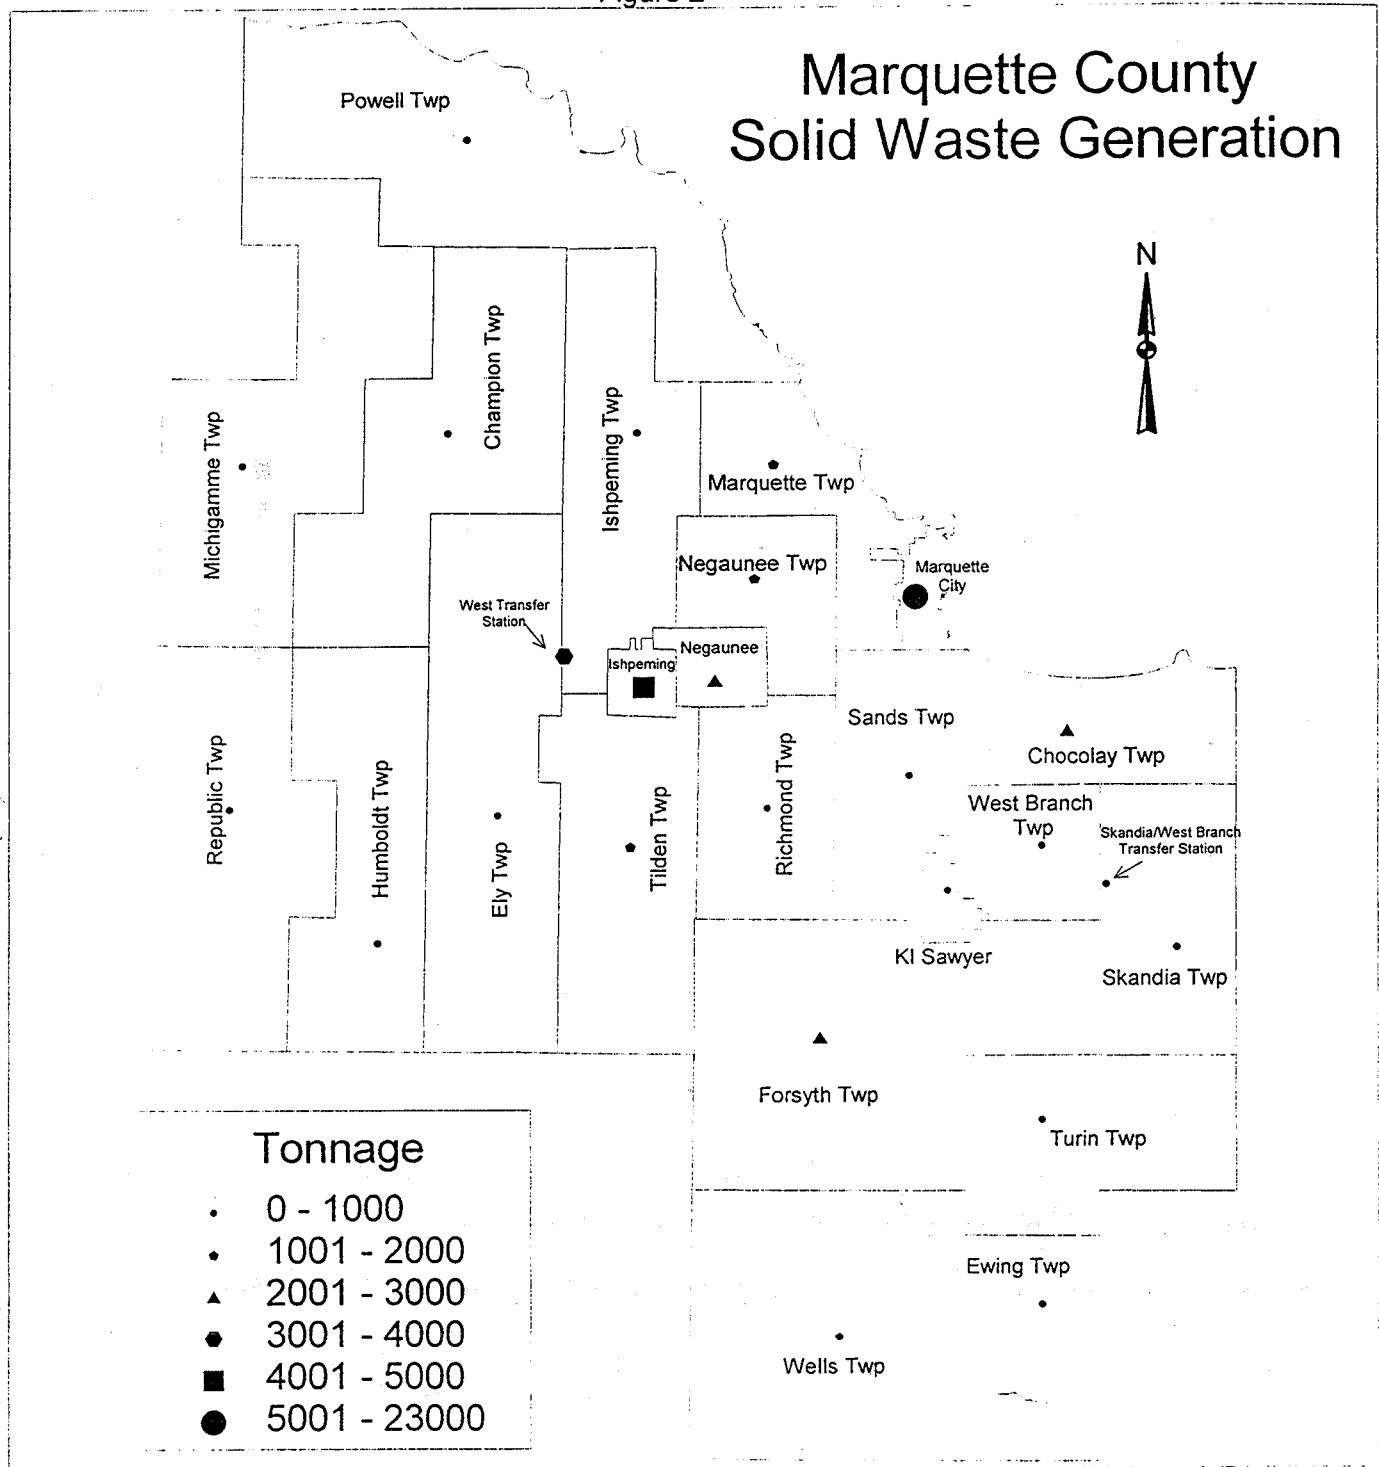 Figure 2
Marquette County
Solid Waste Generation
Powell Twp
N
Champion Twp
Ishpeming Twp
Michigamme Twp
Marquette Twp
Negaunee Twp
Marquette
City
West Transfer
Station
Ishpeming
Negaunee
Sands Twp
Chocolay Twp
Republic Twp
Humboldt Twp
Ely Twp
Tilden Twp
Richmond Twp
West Branch
Twp
Skandia/West Branch
Transfer Station
KI Sawyer
Skandia Twp
Forsyth Twp
Turin Twp
Ewing Twp
Wells Twp
Tonnage
0 - 1000
1001 - 2000
2001 - 3000
3001 - 4000
4001 - 5000
5001 - 23000